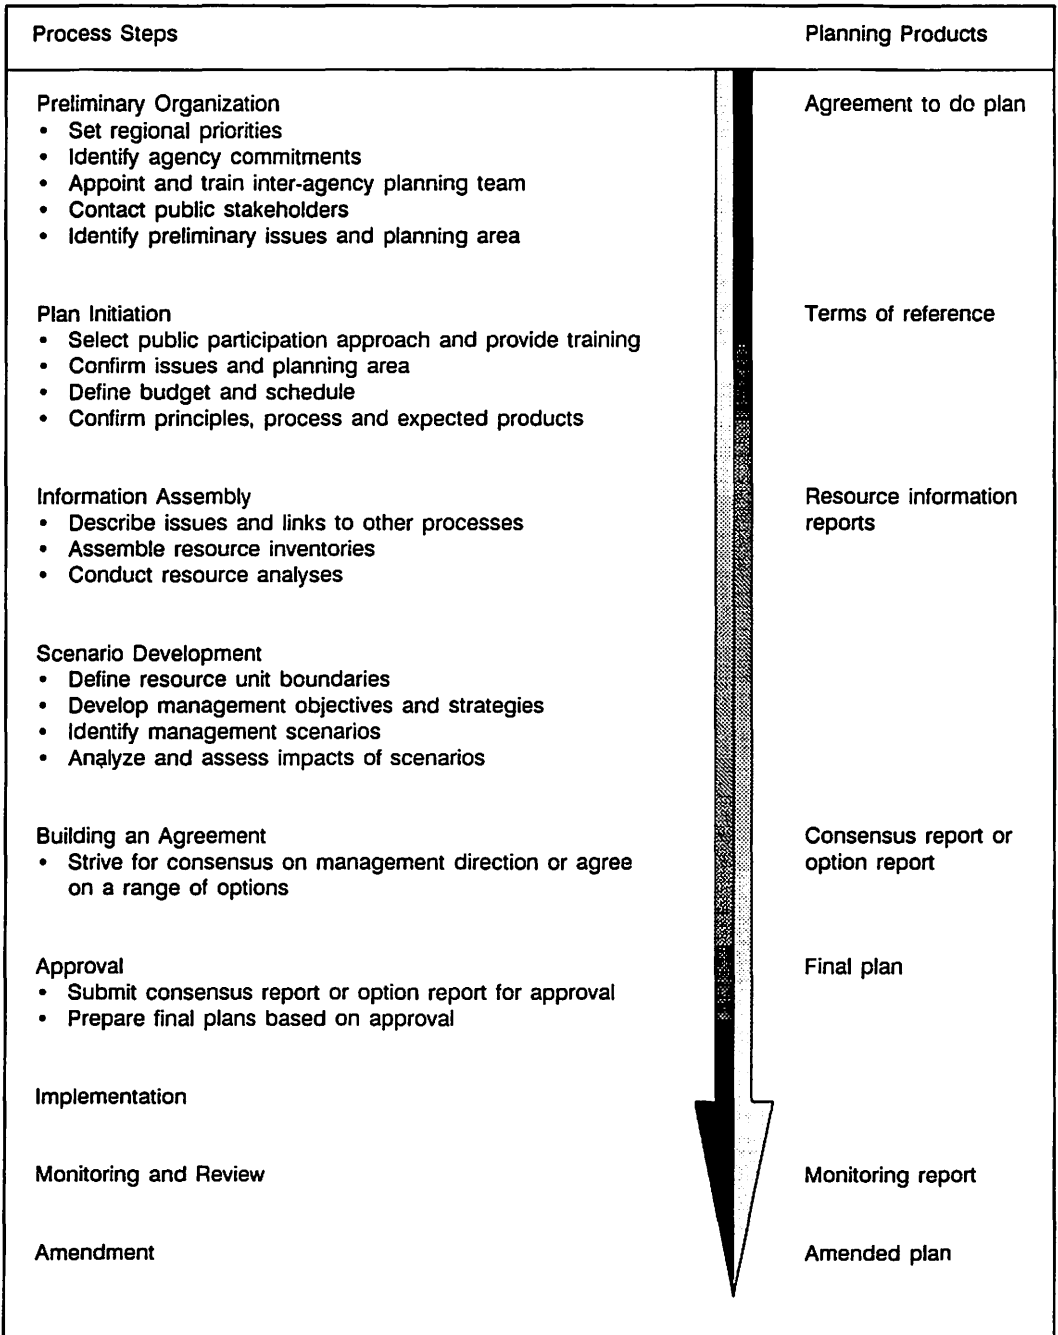 Process Steps Planning Products
Preliminary Organization Agreement to do plan
• Set regional priorities
• Identify agency commitments
• Appoint and train inter-agency planning team
• Contact public stakeholders
• Identify preliminary issues and planning area
Plan Initiation Terms of reference
• Select public participation approach and provide training
• Confirm issues and planning area
• Define budget and schedule
• Confirm principles, process and expected products
Information Assembly Resource information
• Describe issues and links to other processes reports
• Assemble resource inventories
• Conduct resource analyses
Scenario Development
• Define resource unit boundaries
• Develop management objectives and strategies
• Identify management scenarios
• Analyze and assess impacts of scenarios
Building an Agreement Consensus report or
• Strive for consensus on management direction or agree option report
on a range of options
Approval Final plan
• Submit consensus report or option report for approval
• Prepare final plans based on approval
Implementation
Monitoring and Review Monitoring report
Amendment Amended plan